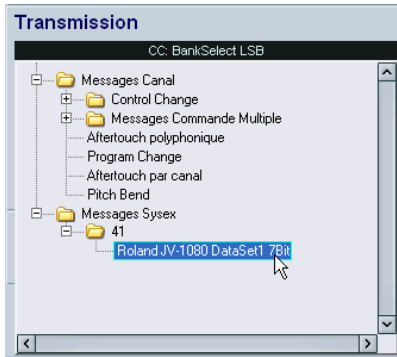 Transmission
CC: BankSelect LSB
Messages Canal
Control Change
Messages Commande Multiple
Aftertouch polyphonique
Program Change
Aftertouch par canal
Pitch Bend
Messages Sysex
41
Roland JV-1080 DataSet1 7Bit